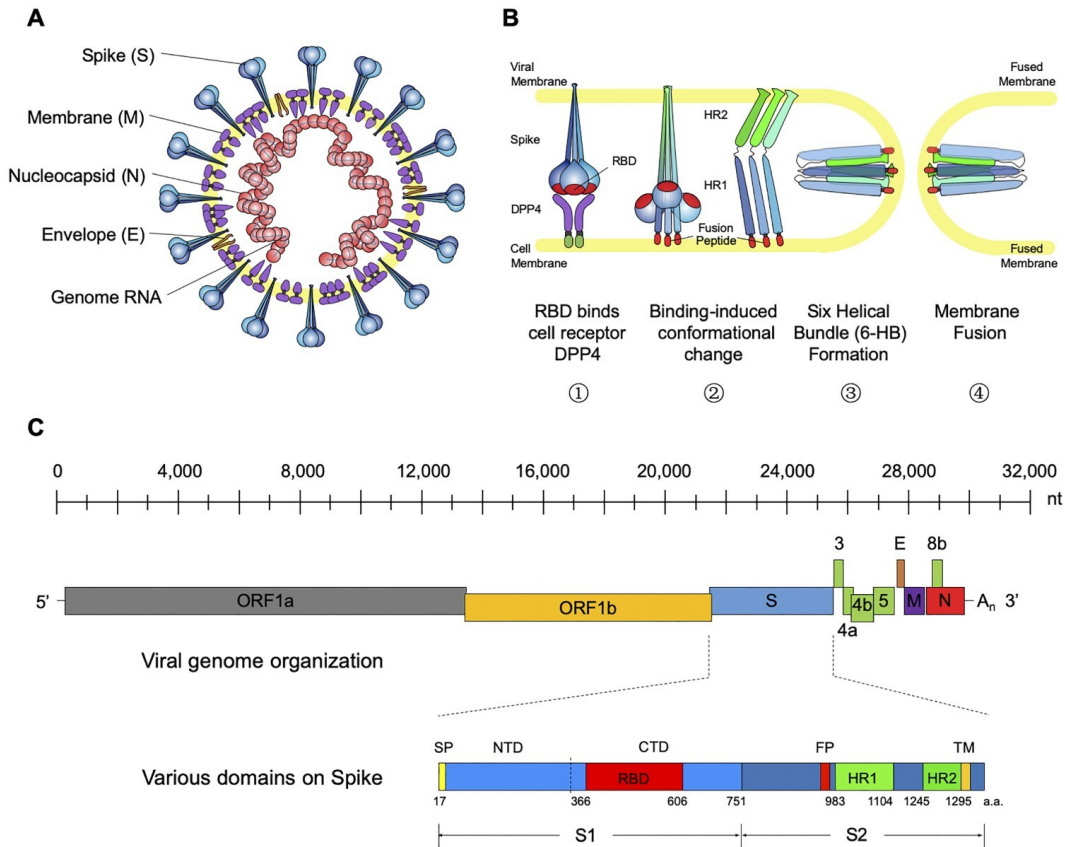 A
Spike (S)
Membrane (M)
Nucleocapsid (N)
Envelope (E)
Genome RNA
B
Viral
Membrane
Spike
DPP4
Cell
Membrane
RBD
HR2
HR1
Fusion
Peptide
Fused
Membrane
Fused
Membrane
RBD binds
cell receptor
DPP4
①
Binding-induced
conformational
change
②
Six Helical
Bundle (6-HB)
Formation
③
Membrane
Fusion
④
C
0 4,000 8,000 12,000 16,000 20,000 24,000 28,000 32,000
nt
3 E 8b
5' ORF1a ORF1b S 4b 5 M N An 3'
4a
Viral genome organization
SP NTD CTD FP TM
Various domains on Spike RBD HR1 HR2
17 366 606 751 983 1104 1245 1295 a.a.
S1 S2